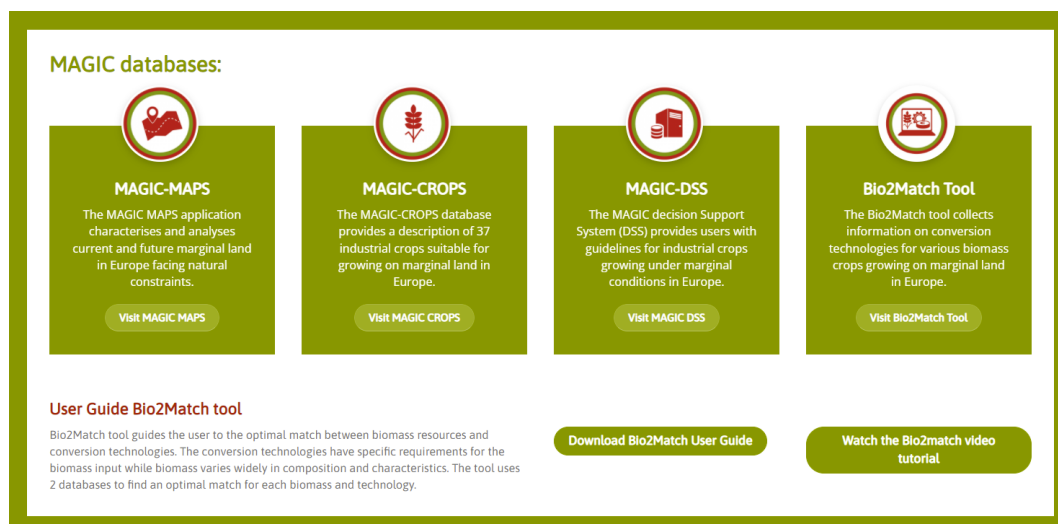 MAGIC databases:
MAGIC-MAPS
The MAGIC MAPS application
characterises and analyses
current and future marginal land
in Europe facing natural
constraints.
Visit MAGIC MAPS
MAGIC-CROPS
The MAGIC-CROPS database
provides a description of 37
industrial crops suitable for
growing on marginal land in
Europe.
Visit MAGIC CROPS
MAGIC-DSS
The MAGIC decision Support
System (DSS) provides users with
guidelines for industrial crops
growing under marginal
conditions in Europe.
Visit MAGIC DSS
Bio2Match Tool
The Bio2Match tool collects
information on conversion
technologies for various biomass
crops growing on marginal land
in Europe.
Visit Bio2Match Tool
User Guide Bio2Match tool
Bio2Match tool guides the user to the optimal match between biomass resources and
conversion technologies. The conversion technologies have specific requirements for the
biomass input while biomass varies widely in composition and characteristics. The tool uses
2 databases to find an optimal match for each biomass and technology.
Download Bio2Match User Guide
Watch the Bio2match video
tutorial